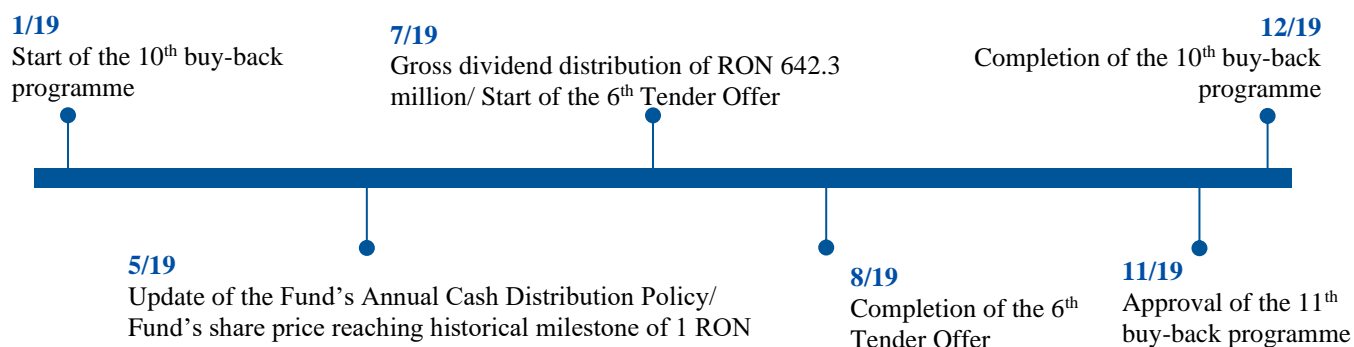 1/19
Start of the 10th buy-back
programme
7/19
Gross dividend distribution of RON 642.3
million/ Start of the 6th Tender Offer
12/19
Completion of the 10th buy-back
programme
5/19
Update of the Fund's Annual Cash Distribution Policy/
Fund's share price reaching historical milestone of 1 RON
8/19
Completion of the 6th
Tender Offer
11/19
Approval of the 11th
buy-back programme